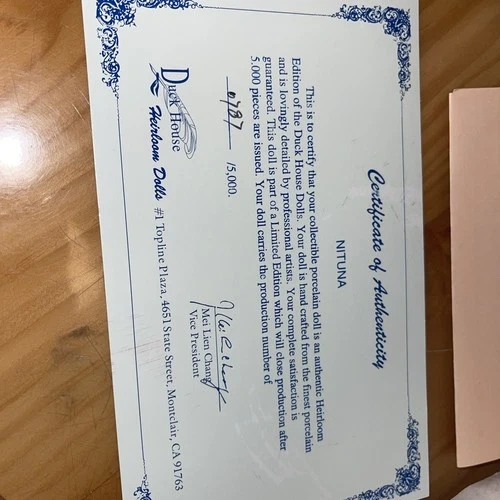 Certificate of Authenticity
NITUNA
This is to certify that your collectible porcelain doll is an authentic Heirloom
Edition of the Duck House Dolls. Your doll is hand crafted from the finest porcelain
and is lovingly detailed by professional artists. Your complete satisfaction is
guaranteed. This doll is part of a Limited Edition which will close production after
5,000 pieces are issued. Your doll carries the production number of
0787 /5,000.
Mei Lien Chang
Mei Lien Chang
Vice President
Duck House
Heirloom Dolls #1 Topline Plaza, 4651 State Street, Montclair, CA 91763